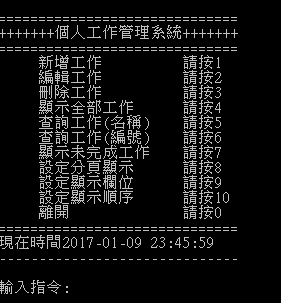 ==============================
+++++++個人工作管理系統+++++++
==============================
新增工作 請按1
編輯工作 請按2
刪除工作 請按3
顯示全部工作 請按4
查詢工作(名稱) 請按5
查詢工作(編號) 請按6
顯示未完成工作 請按7
設定分頁顯示 請按8
設定顯示欄位 請按9
設定顯示順序 請按10
離開 請按0
==============================
現在時間2017-01-09 23:45:59
------------------------------
輸入指令: